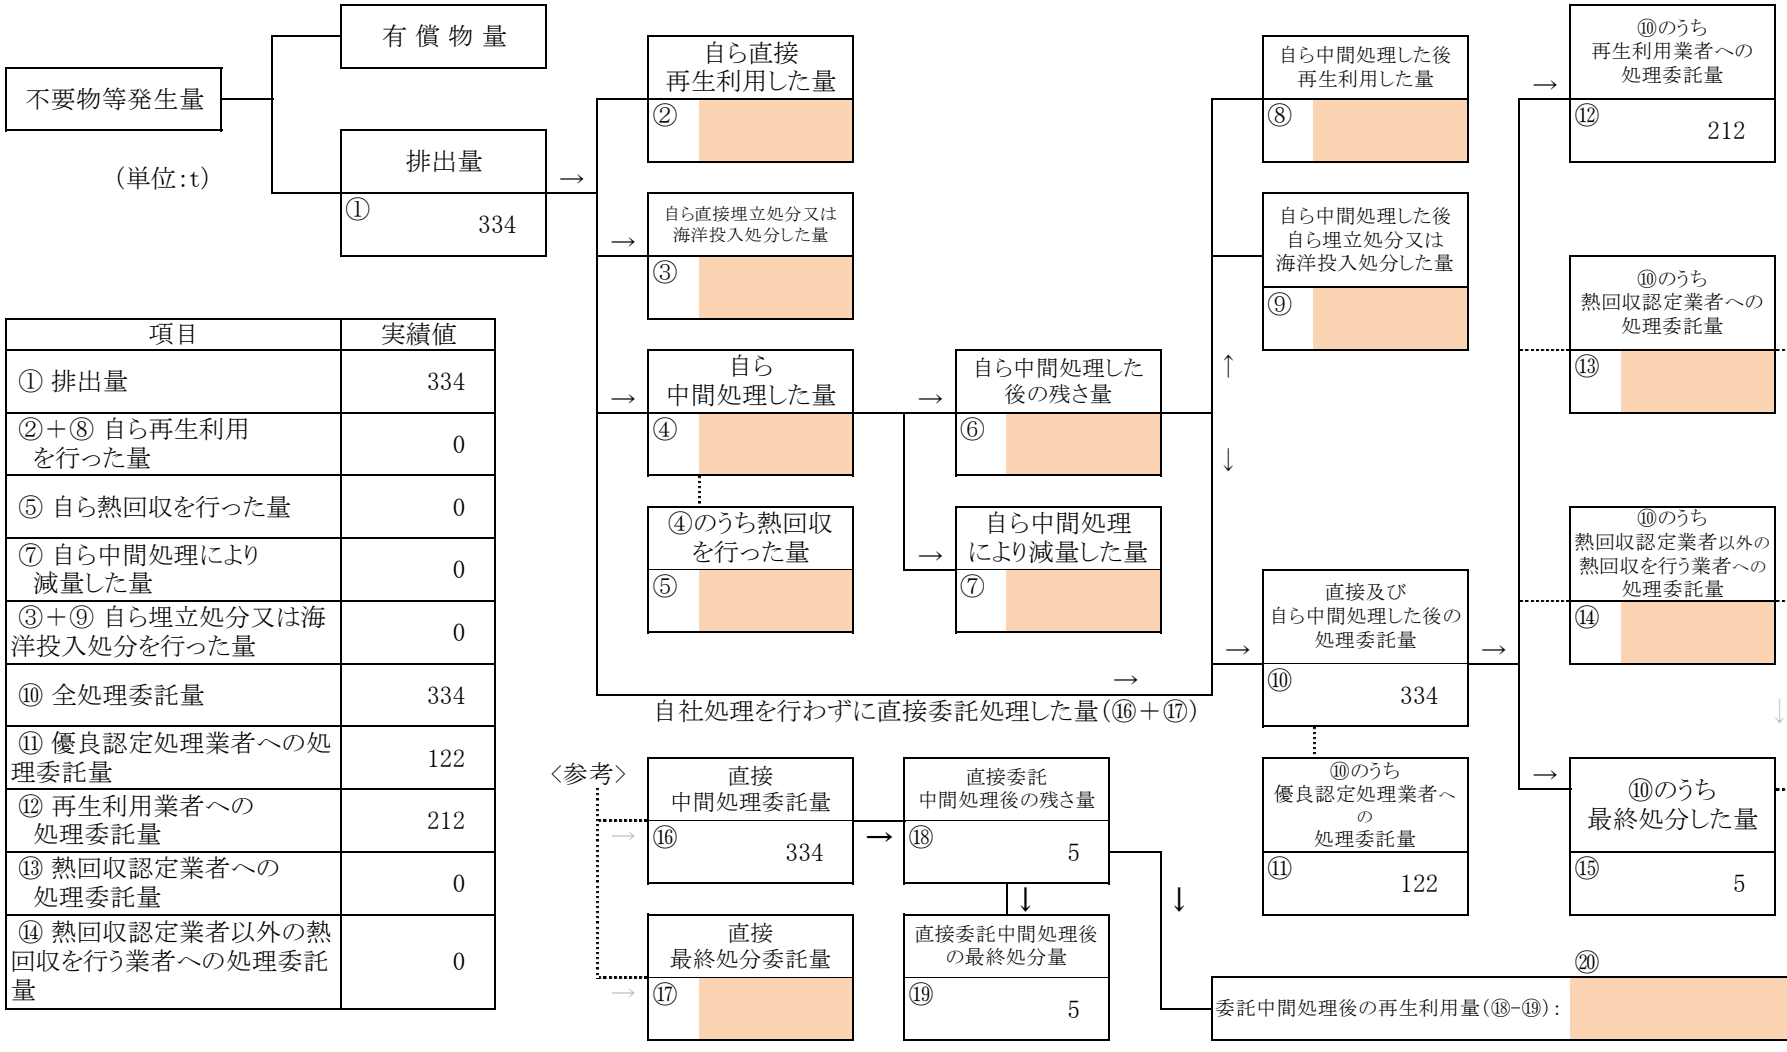 有 償 物 量
不要物等発生量
(単位:t)
排出量
①
334
→
自ら直接
再生利用した量
②
→
自ら直接埋立処分又は
海洋投入処分した量
③
→
自ら
中間処理した量
④
④のうち熱回収
を行った量
⑤
→
自ら中間処理した
後の残さ量
⑥
→
自ら中間処理
により減量した量
⑦
自ら中間処理した後
再生利用した量
⑧
自ら中間処理した後
自ら埋立処分又は
海洋投入処分した量
⑨
↑
↓
→
自社処理を行わずに直接委託処理した量(⑯+⑰)
→
直接及び
自ら中間処理した後の
処理委託量
⑩
334
⑩のうち
優良認定処理業者へ
の
処理委託量
⑪
122
→
→
⑩のうち
再生利用業者への
処理委託量
⑫
212
⑩のうち
熱回収認定業者への
処理委託量
⑬
⑩のうち
熱回収認定業者以外の
熱回収を行う業者への
処理委託量
⑭
↓
→
⑩のうち
最終処分した量
⑮
5
項目 実績値
① 排出量 334
②+⑧ 自ら再生利用
を行った量
0
⑤ 自ら熱回収を行った量 0
⑦ 自ら中間処理により
減量した量
0
③+⑨ 自ら埋立処分又は海
洋投入処分を行った量
0
⑩ 全処理委託量 334
⑪ 優良認定処理業者への処
理委託量
122
⑫ 再生利用業者への
処理委託量
212
⑬ 熱回収認定業者への
処理委託量
0
⑭ 熱回収認定業者以外の熱
回収を行う業者への処理委託
量
0
<参考>
→
直接
中間処理委託量
⑯
334
→
直接委託
中間処理後の残さ量
⑱
5
↓
↓
→
直接
最終処分委託量
⑰
直接委託中間処理後
の最終処分量
⑲
5
⑳
委託中間処理後の再生利用量(⑱-⑲):